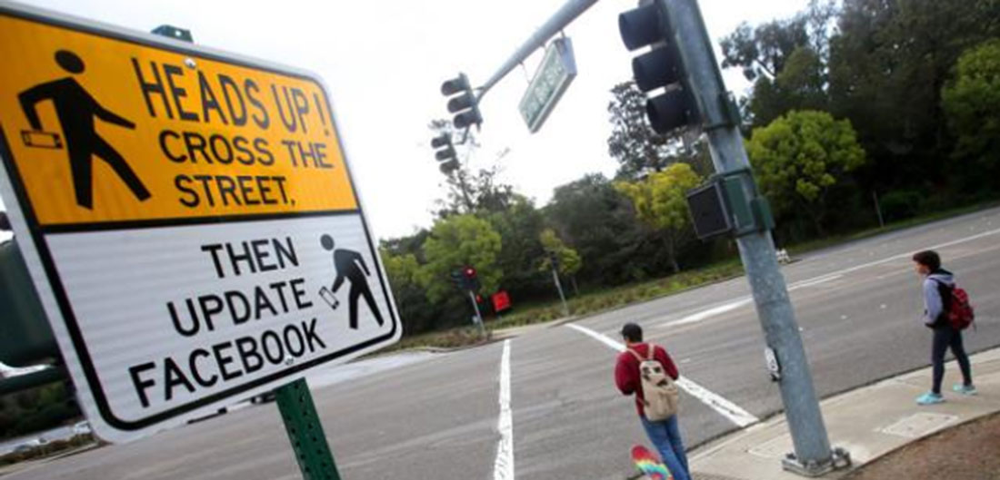 HEADS UP!
CROSS THE
STREET,
THEN
UPDATE
FACEBOOK